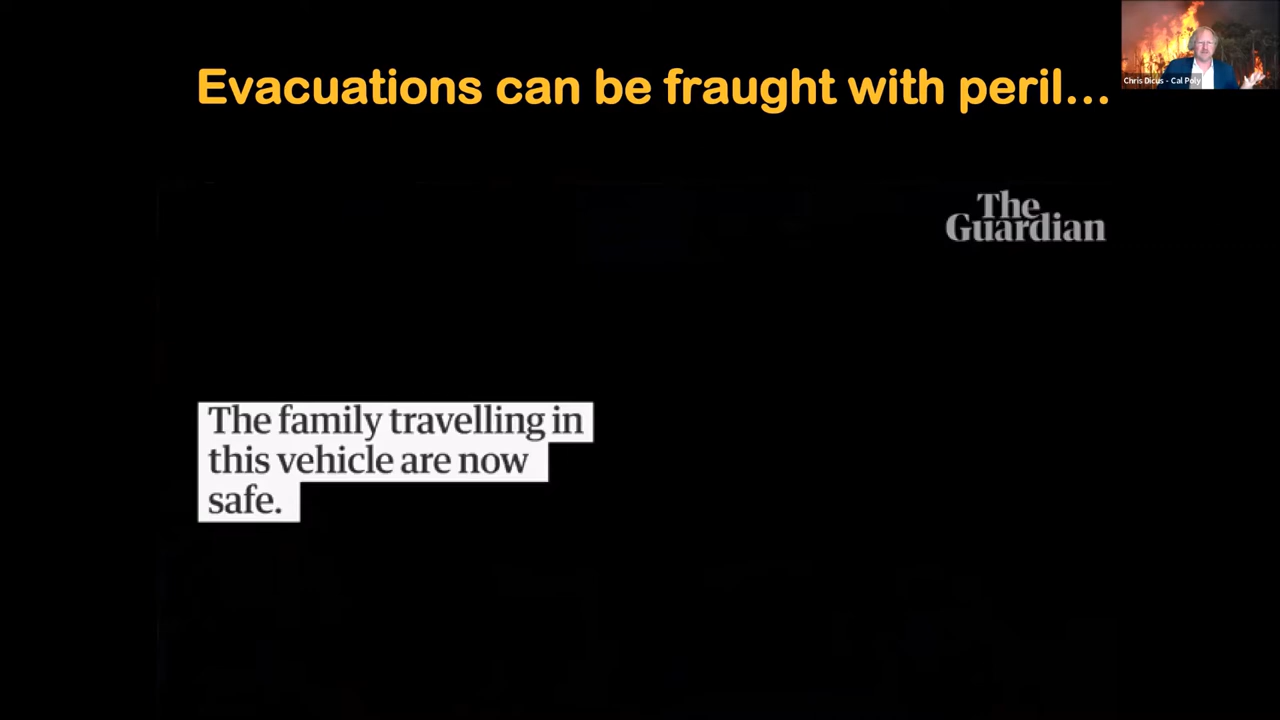 Evacuations can be fraught with peril...
Chris Dicus - Cal Poly
The
Guardian
The family travelling in
this vehicle are now
safe.